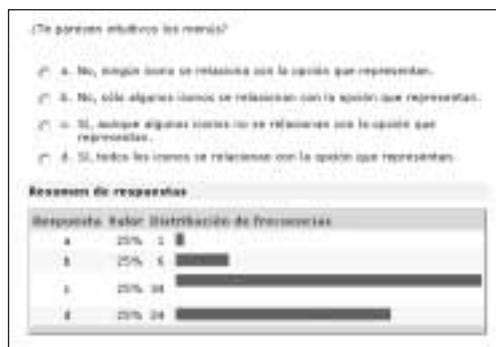 ¿Te parecen intuitivos los menús?
a. No, ningún icono se relaciona con la opción que representan.
b. No, sólo algunos iconos se relacionan con la opción que representan.
c. Sí, aunque algunos iconos no se relacionan con la opción que
representan.
d. Sí, todos los iconos se relacionan con la opción que representan.
Resumen de respuestas
Respuesta Valor Distribución de frecuencias
a 25% 1
b 25% 6
c 25% 34
d 25% 24